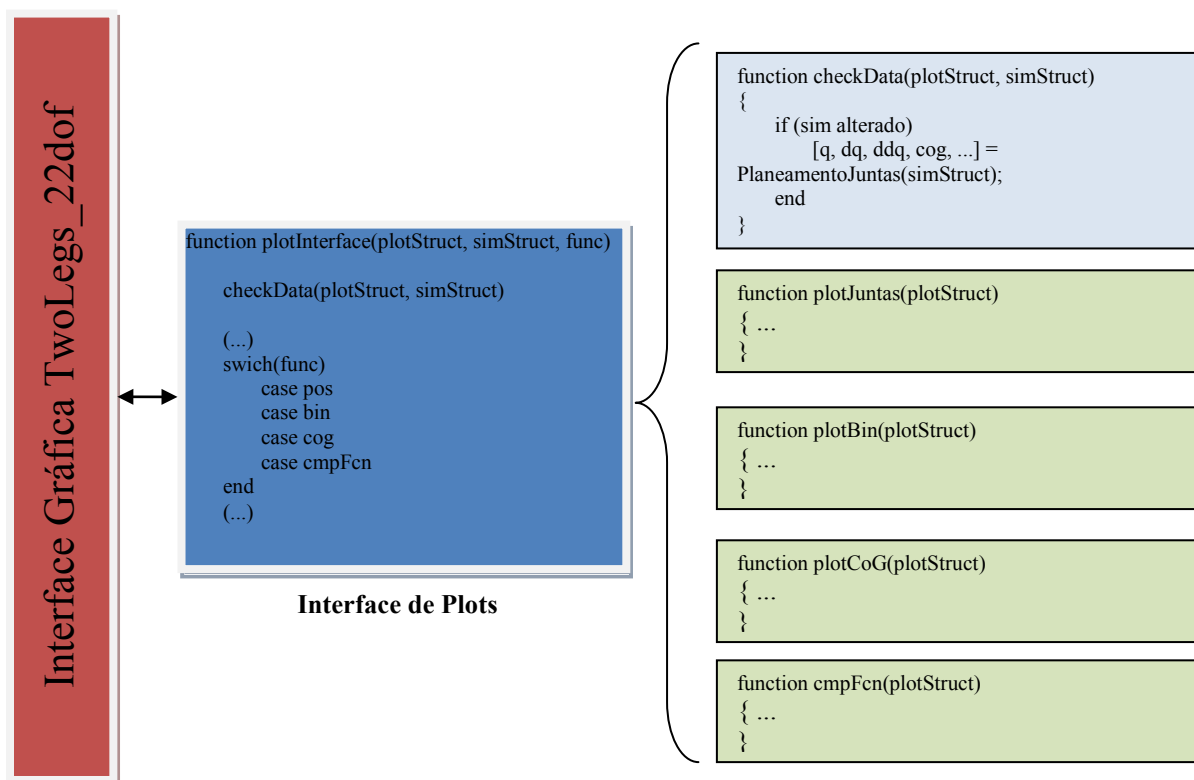 Interface Gráfica TwoLegs_22dof
function plotInterface(plotStruct, simStruct, func)
checkData(plotStruct, simStruct)
(...)
swich(func)
case pos
case bin
case cog
case cmpFcn
end
(...)
Interface de Plots
function checkData(plotStruct, simStruct)
{
if (sim alterado)
[q, dq, ddq, cog, ...] =
PlaneamentoJuntas(simStruct);
end
}
function plotJuntas(plotStruct)
{ ...
}
function plotBin(plotStruct)
{ ...
}
function plotCoG(plotStruct)
{ ...
}
function cmpFcn(plotStruct)
{ ...
}